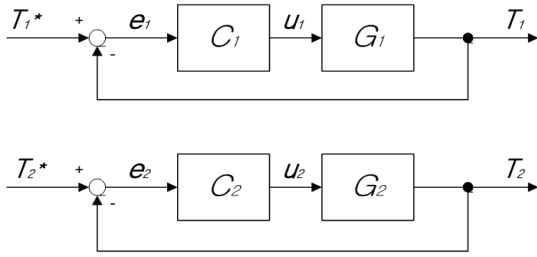 T₁* + e₁ C₁ u₁ G₁ T₁
-
T₂* + e₂ C₂ u₂ G₂ T₂
-